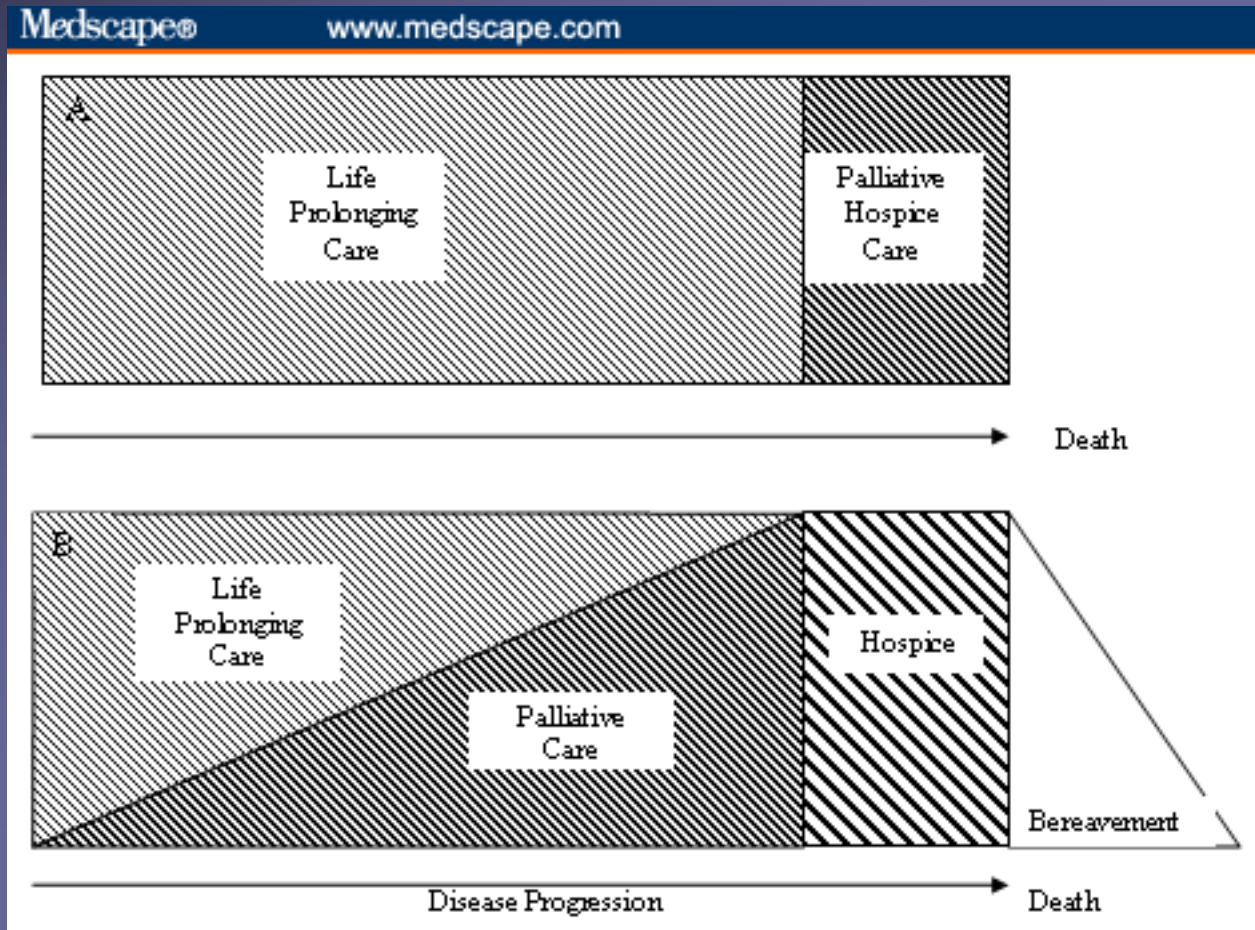 Medscape® www.medscape.com
A
Life
Prolonging
Care
Palliative
Hospice
Care
Death
B
Life
Prolonging
Care
Palliative
Care
Hospice
Bereavement
Disease Progression
Death